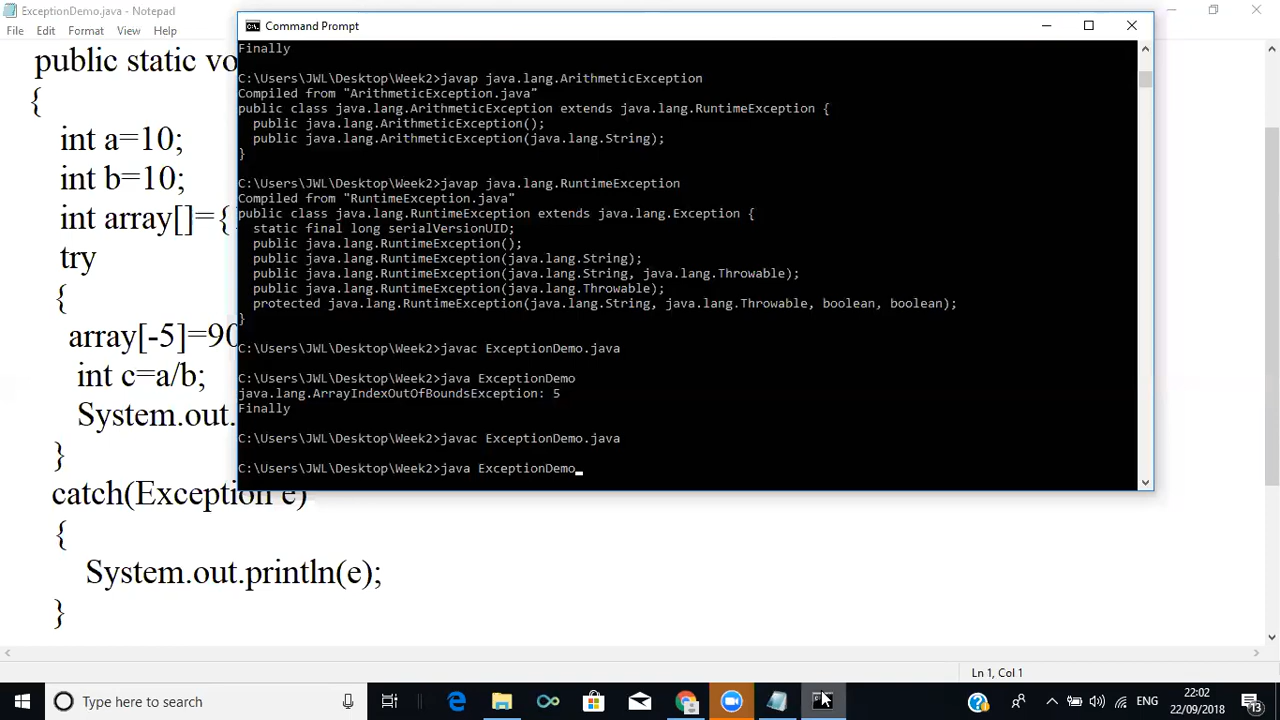 ExceptionDemo.java - Notepad
File Edit Format View Help
public static vo
{
int a=10;
int b=10;
int array[]={
try
{
array[-5]=90
int c=a/b;
System.out.
}
catch(Exception e)
{
System.out.println(e);
}
Command Prompt
Finally
C:\Users\JWL\Desktop\Week2>javap java.lang.ArithmeticException
Compiled from "ArithmeticException.java"
public class java.lang.ArithmeticException extends java.lang.RuntimeException {
public java.lang.ArithmeticException();
public java.lang.ArithmeticException(java.lang.String);
}
C:\Users\JWL\Desktop\Week2>javap java.lang.RuntimeException
Compiled from "RuntimeException.java"
public class java.lang.RuntimeException extends java.lang.Exception {
static final long serialVersionUID;
public java.lang.RuntimeException();
public java.lang.RuntimeException(java.lang.String);
public java.lang.RuntimeException(java.lang.String, java.lang.Throwable);
public java.lang.RuntimeException(java.lang.Throwable);
protected java.lang.RuntimeException(java.lang.String, java.lang.Throwable, boolean, boolean);
}
C:\Users\JWL\Desktop\Week2>javac ExceptionDemo.java
C:\Users\JWL\Desktop\Week2>java ExceptionDemo
java.lang.ArrayIndexOutOfBoundsException: 5
Finally
C:\Users\JWL\Desktop\Week2>javac ExceptionDemo.java
C:\Users\JWL\Desktop\Week2>java ExceptionDemo_
Ln 1, Col 1
Type here to search
ENG
22:02
22/09/2018
13